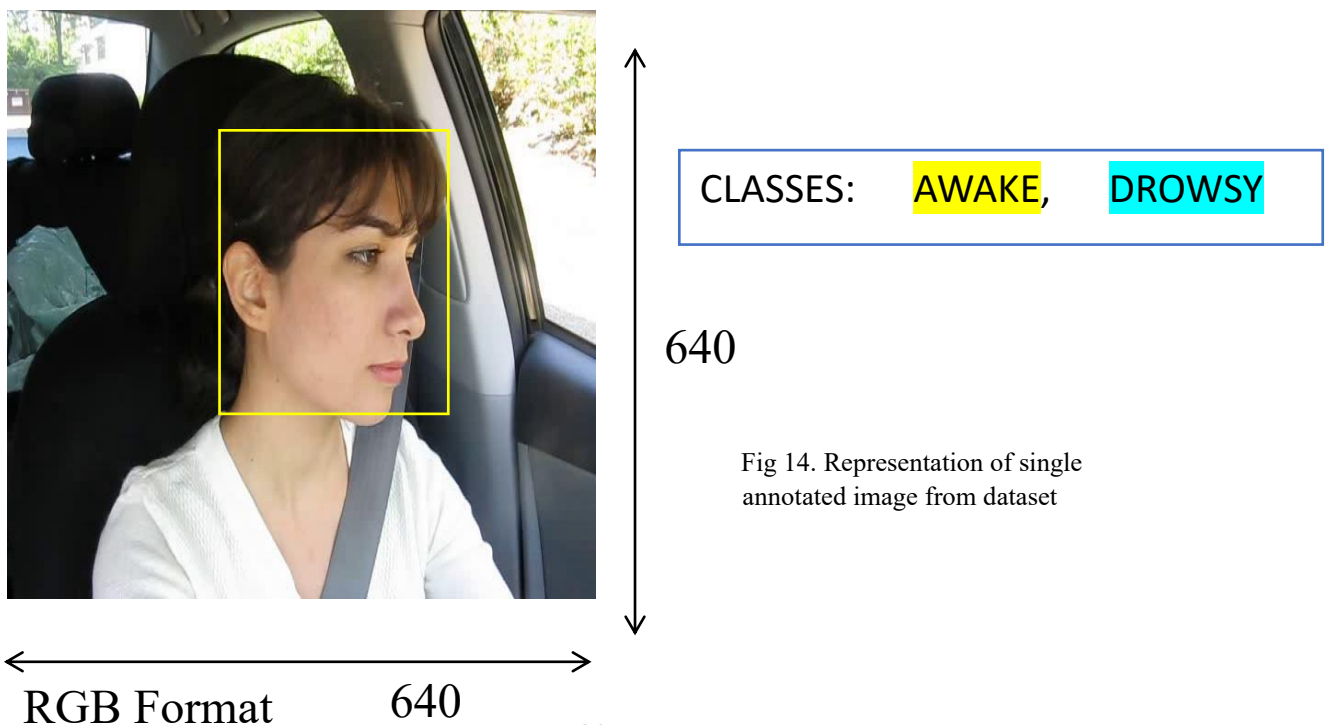 CLASSES: AWAKE, DROWSY
640
Fig 14. Representation of single
annotated image from dataset
RGB Format 640